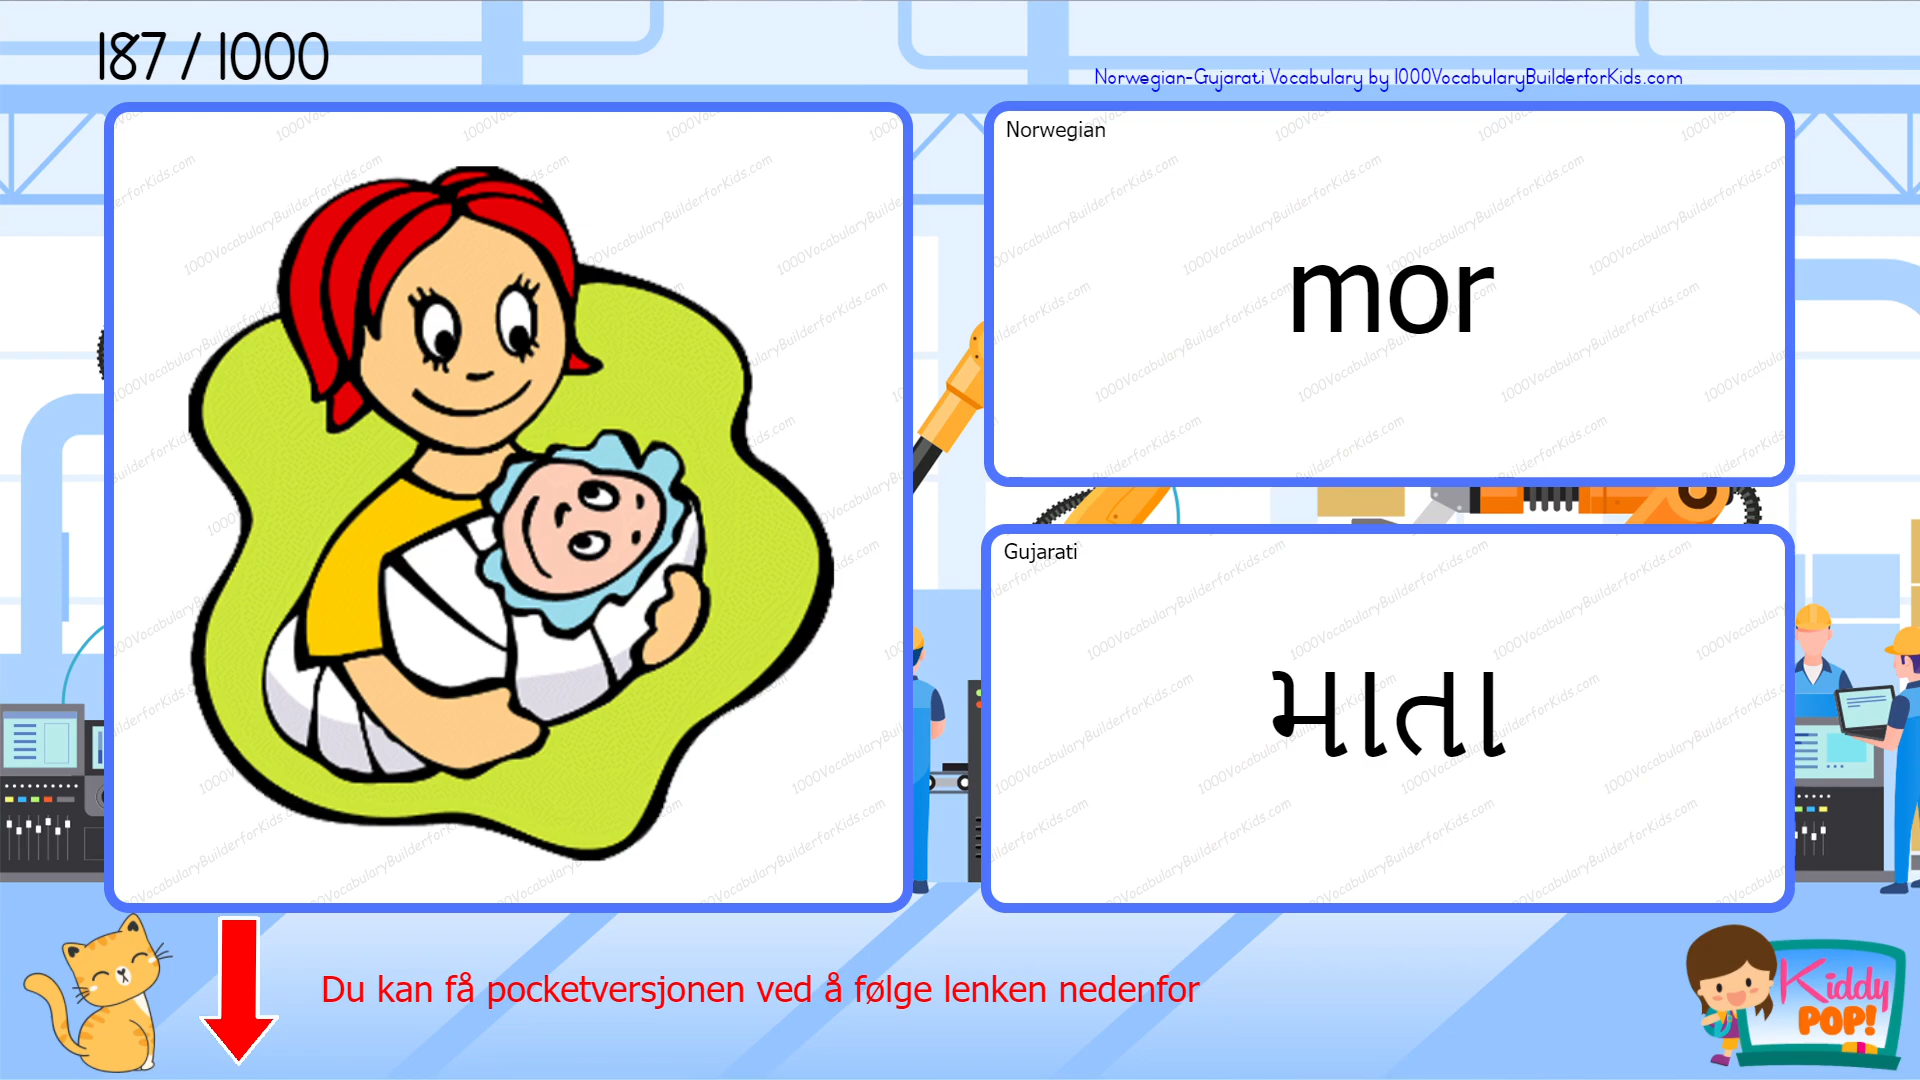 187 / 1000
Norwegian-Gujarati Vocabulary by 1000VocabularyBuilderforKids.com
Norwegian
mor
Gujarati
માતા
Du kan få pocketversjonen ved å følge lenken nedenfor
Kiddy
POP!